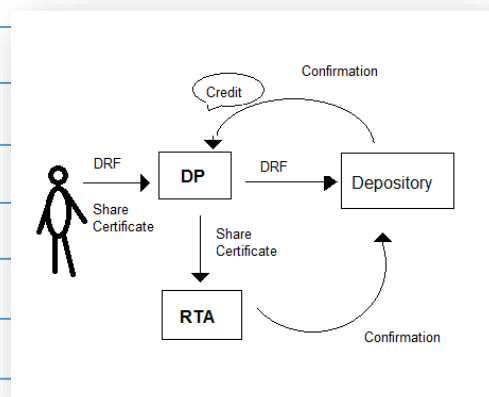 Confirmation
Credit
DRF
DP
DRF
Depository
Share
Certificate
Share
Certificate
RTA
Confirmation